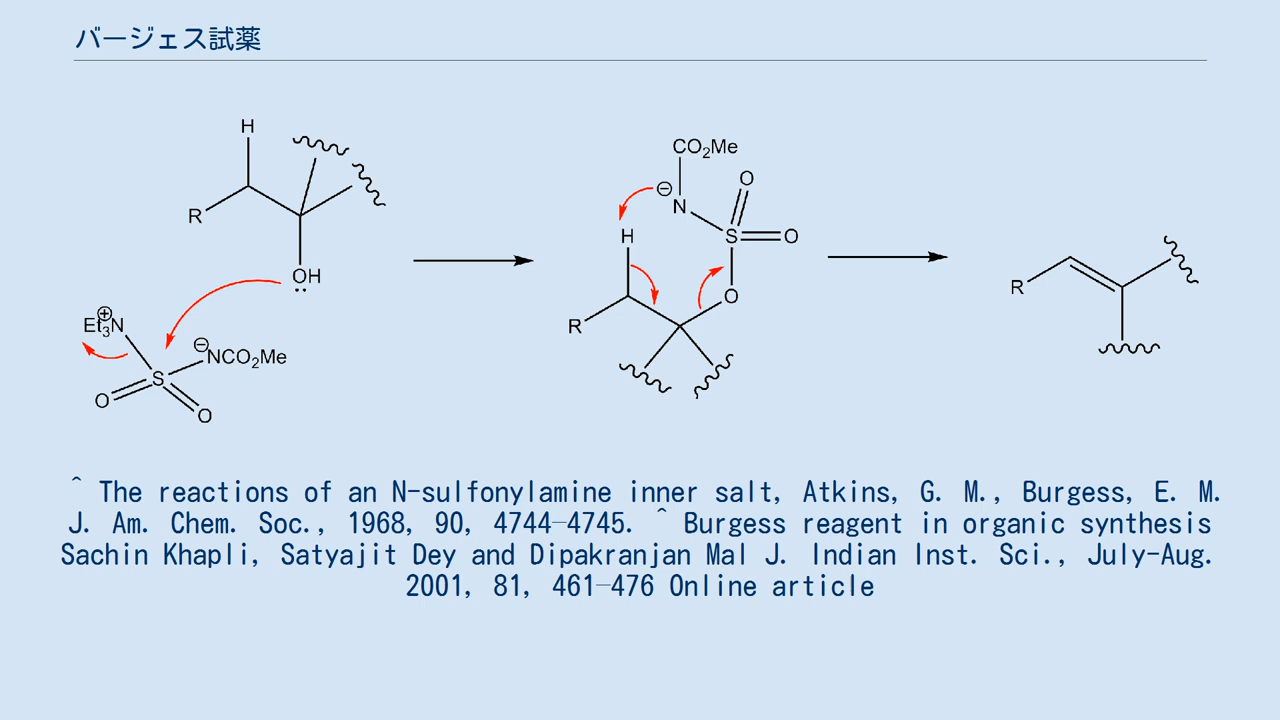 バージェス試薬
H
R
OH
Et3N
⊕
⊖
NCO2Me
S
O
O
CO2Me
⊖
N
O
H
S
O
O
R
R
^ The reactions of an N-sulfonylamine inner salt, Atkins, G. M., Burgess, E. M.
J. Am. Chem. Soc., 1968, 90, 4744–4745. ^ Burgess reagent in organic synthesis
Sachin Khapli, Satyajit Dey and Dipakranjan Mal J. Indian Inst. Sci., July-Aug.
2001, 81, 461–476 Online article